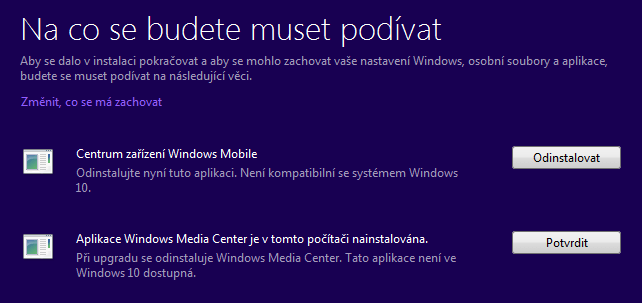 Na co se budete muset podívat
Aby se dalo v instalaci pokračovat a aby se mohlo zachovat vaše nastavení Windows, osobní soubory a aplikace,
budete se muset podívat na následující věci.
Změnit, co se má zachovat
Centrum zařízení Windows Mobile
Odinstalovat
Odinstalujte nyní tuto aplikaci. Není kompatibilní se systémem Windows
10.
Aplikace Windows Media Center je v tomto počítači nainstalována.
Potvrdit
Při upgradu se odinstaluje Windows Media Center. Tato aplikace není ve
Windows 10 dostupná.